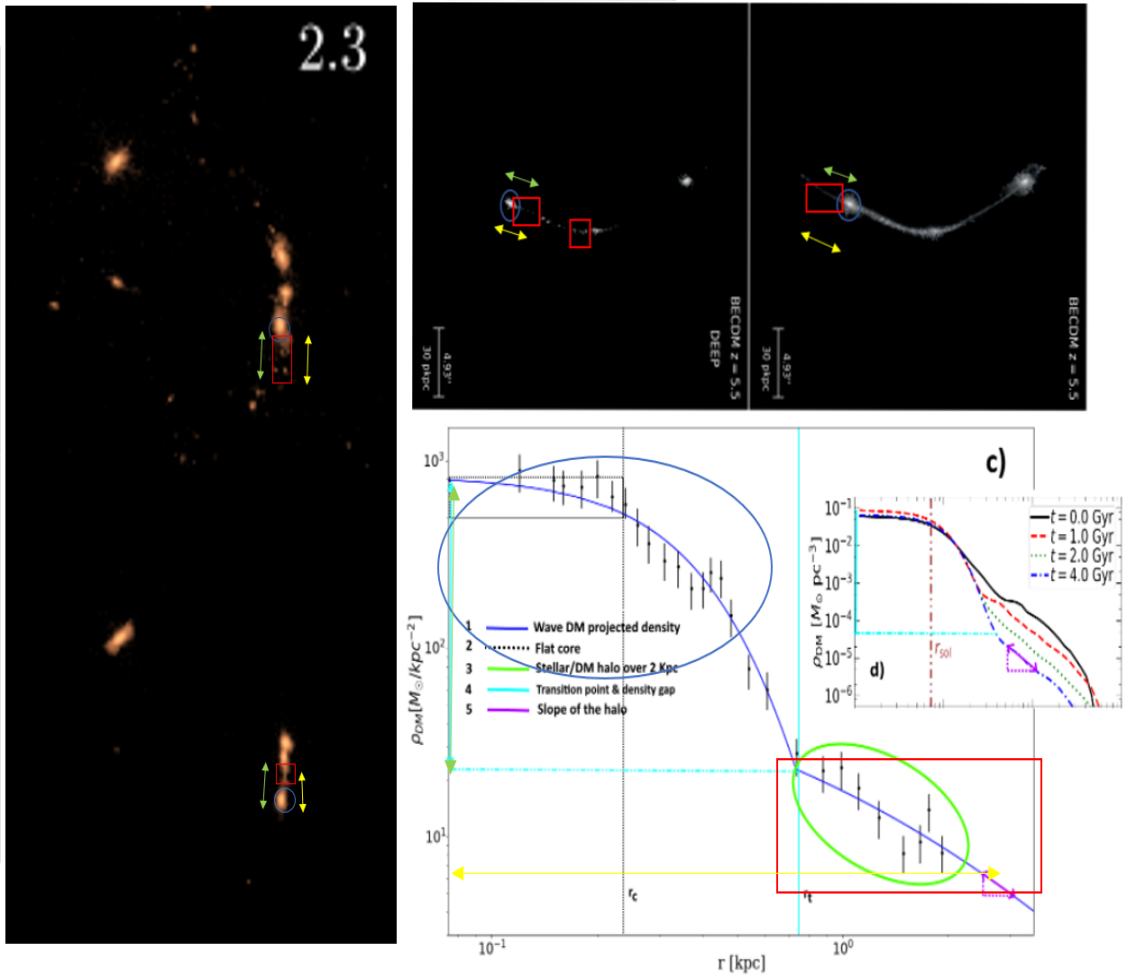 2.3
BECDM z = 5.5
DEEP
4.93"
30 pkpc
BECDM z = 5.5
4.93"
30 pkpc
c)
10³
10²
10¹
ρDM[M⊙/kpc⁻²]
1 Wave DM projected density
2 Flat core
3 Stellar/DM halo over 2 Kpc
4 Transition point & density gap
5 Slope of the halo
r_c
r_t
10⁻¹
10⁰
r [kpc]
10⁻¹
10⁻²
10⁻³
10⁻⁴
10⁻⁵
10⁻⁶
ρDM [M⊙ pc⁻³]
t = 0.0 Gyr
t = 1.0 Gyr
t = 2.0 Gyr
t = 4.0 Gyr
r_sol
d)